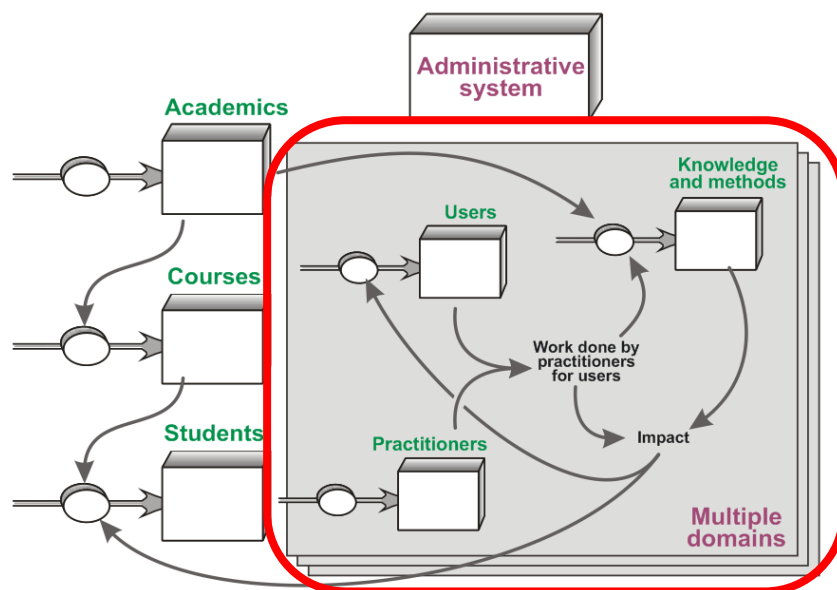 Administrative
system
Academics
Knowledge
and methods
Users
Courses
Work done by
practitioners
for users
Students
Practitioners
Impact
Multiple
domains